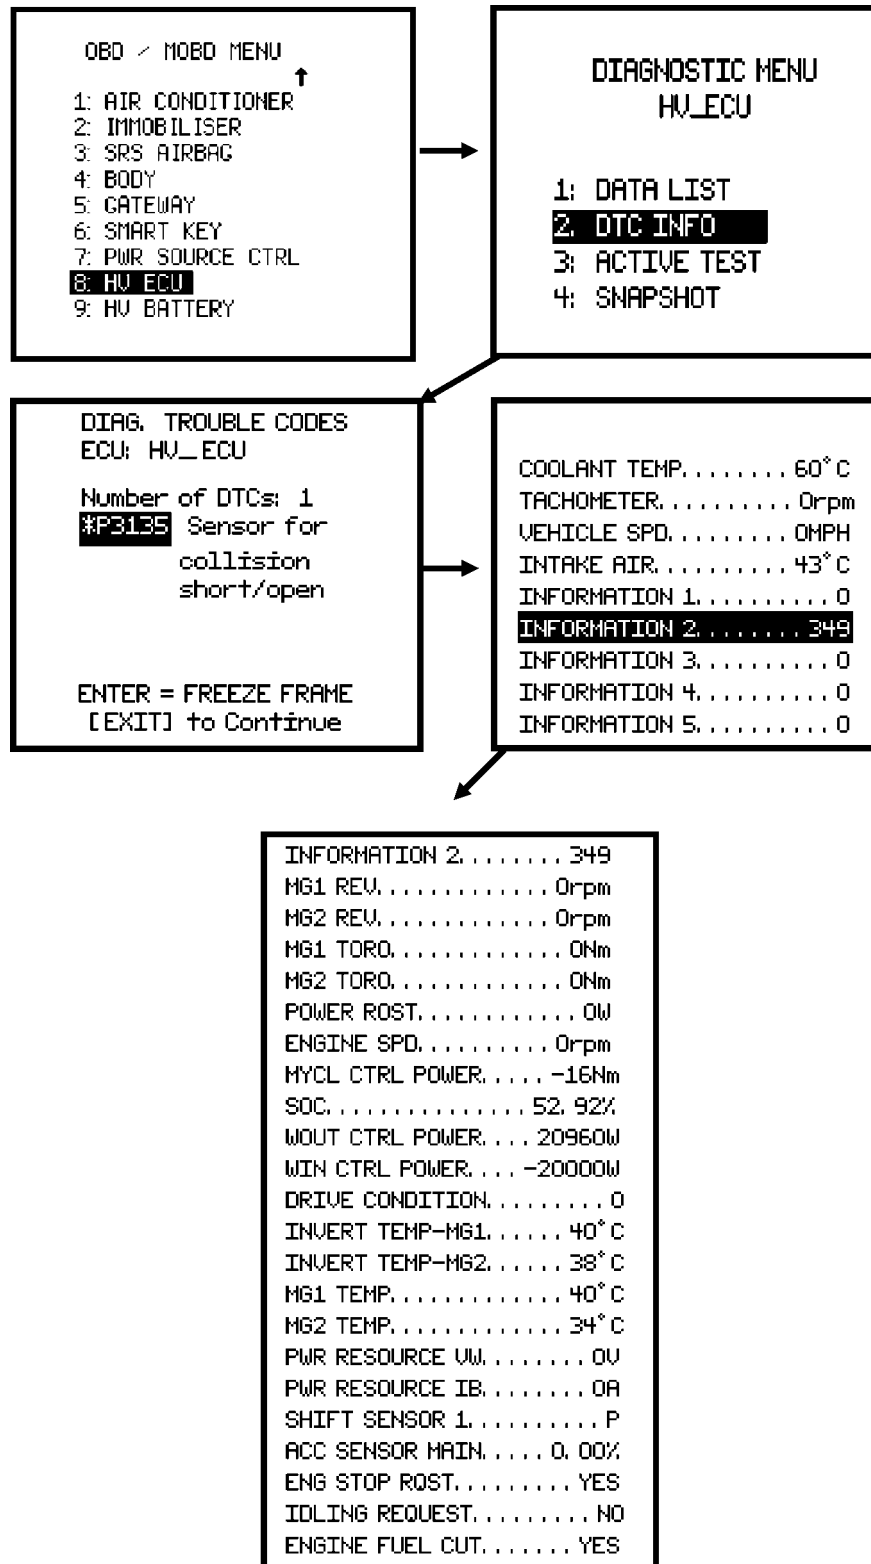 OBD / MOBD MENU
1: AIR CONDITIONER
2: IMMOBILISER
3: SRS AIRBAG
4: BODY
5: GATEWAY
6: SMART KEY
7: PWR SOURCE CTRL
8: HV ECU
9: HV BATTERY
DIAGNOSTIC MENU
HV_ECU
1: DATA LIST
2. DTC INFO
3: ACTIVE TEST
4: SNAPSHOT
DIAG. TROUBLE CODES
ECU: HV_ECU
Number of DTCs: 1
*P3135 Sensor for
collision
short/open
ENTER = FREEZE FRAME
[EXIT] to Continue
COOLANT TEMP........60°C
TACHOMETER..........0rpm
VEHICLE SPD.........0MPH
INTAKE AIR..........43°C
INFORMATION 1..........0
INFORMATION 2........349
INFORMATION 3..........0
INFORMATION 4..........0
INFORMATION 5..........0
INFORMATION 2........349
MG1 REV.............0rpm
MG2 REV.............0rpm
MG1 TORO.............0Nm
MG2 TORO.............0Nm
POWER ROST............0W
ENGINE SPD..........0rpm
MYCL CTRL POWER.....-16Nm
SOC...............52.92%
WOUT CTRL POWER....20960W
WIN CTRL POWER....-20000W
DRIVE CONDITION.........0
INVERT TEMP-MG1......40°C
INVERT TEMP-MG2......38°C
MG1 TEMP.............40°C
MG2 TEMP.............34°C
PWR RESOURCE VW........0V
PWR RESOURCE IB........0A
SHIFT SENSOR 1..........P
ACC SENSOR MAIN.....0.00%
ENG STOP RQST.........YES
IDLING REQUEST.........NO
ENGINE FUEL CUT.......YES